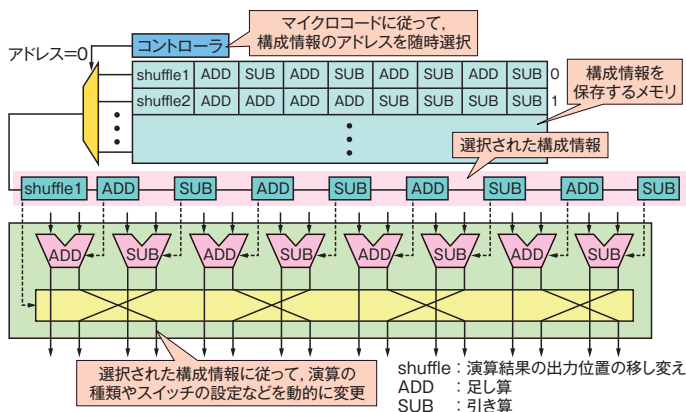 マイクロコードに従って，
構成情報のアドレスを随時選択
コントローラ
アドレス=0
shuffle1 ADD SUB ADD SUB ADD SUB ADD SUB 0
shuffle2 ADD ADD ADD ADD SUB SUB SUB SUB 1
構成情報を
保存するメモリ
選択された構成情報
shuffle1 ADD SUB ADD SUB ADD SUB ADD SUB
ADD SUB ADD SUB ADD SUB ADD SUB
選択された構成情報に従って，演算の
種類やスイッチの設定などを動的に変更
shuffle：演算結果の出力位置の移し変え
ADD ：足し算
SUB ：引き算